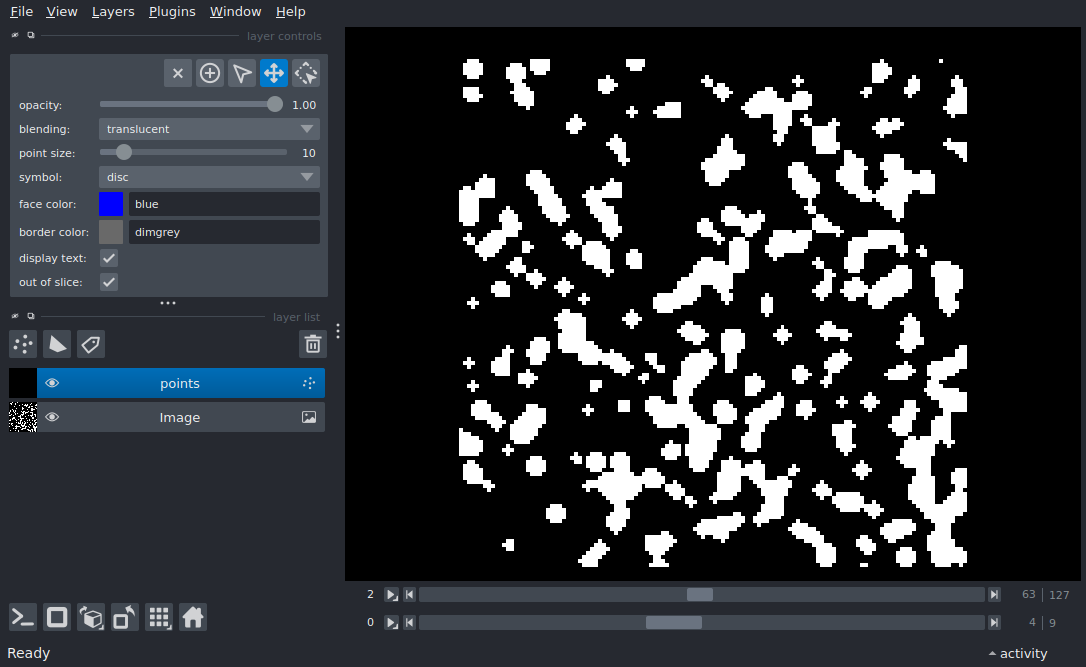 File View Layers Plugins Window Help
layer controls
opacity: 1.00
blending: translucent
point size: 10
symbol: disc
face color: blue
border color: dimgrey
display text:
out of slice:
layer list
points
Image
2 63 127
0 4 9
Ready activity